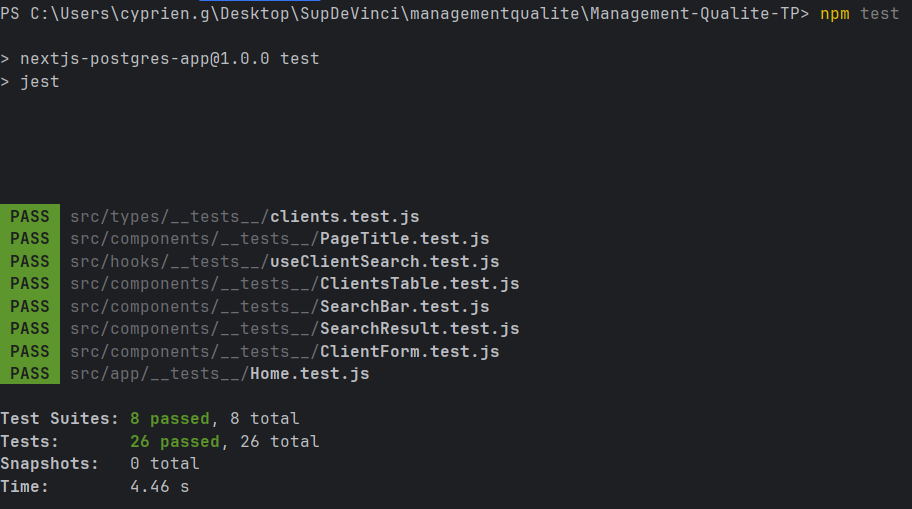 PS C:\Users\cyprien.g\Desktop\SupDeVinci\managementqualite\Management-Qualite-TP> npm test
> nextjs-postgres-app@1.0.0 test
> jest
PASS src/types/__tests__/clients.test.js
PASS src/components/__tests__/PageTitle.test.js
PASS src/hooks/__tests__/useClientSearch.test.js
PASS src/components/__tests__/ClientsTable.test.js
PASS src/components/__tests__/SearchBar.test.js
PASS src/components/__tests__/SearchResult.test.js
PASS src/components/__tests__/ClientForm.test.js
PASS src/app/__tests__/Home.test.js
Test Suites: 8 passed, 8 total
Tests: 26 passed, 26 total
Snapshots: 0 total
Time: 4.46 s